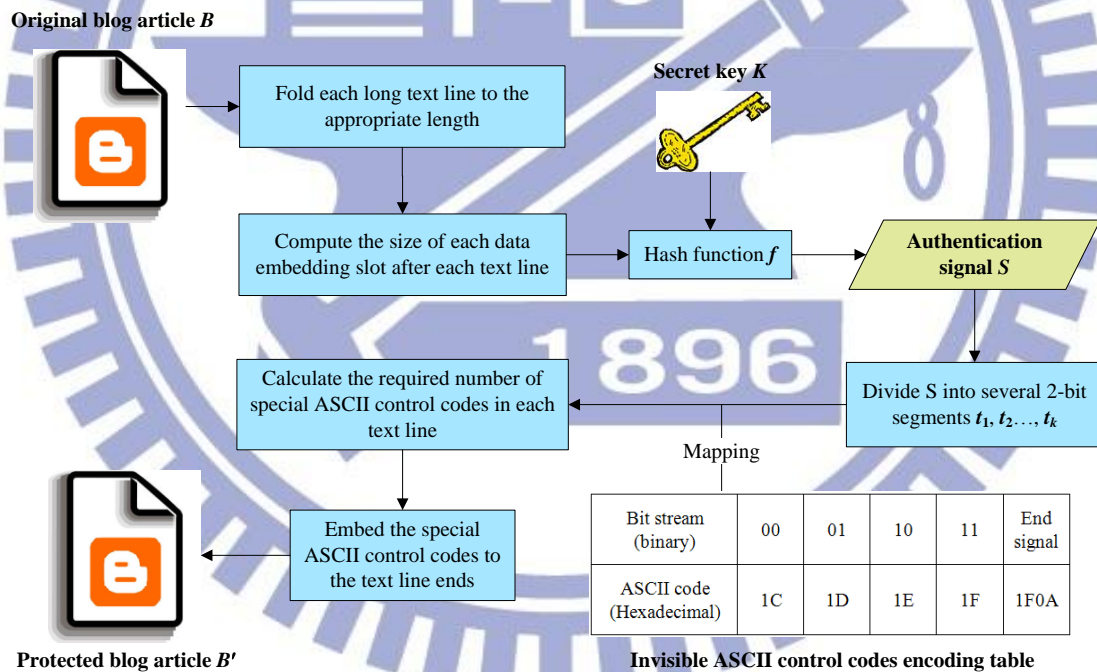 Original blog article B
Fold each long text line to the
appropriate length
Secret key K
Compute the size of each data
embedding slot after each text line
Hash function f
Authentication
signal S
Calculate the required number of
special ASCII control codes in each
text line
1896
Divide S into several 2-bit
segments t1, t2…, tk
Mapping
Embed the special
ASCII control codes to
the text line ends
Bit stream
(binary) 00 01 10 11 End
signal
ASCII code
(Hexadecimal) 1C 1D 1E 1F 1F0A
Protected blog article B'
Invisible ASCII control codes encoding table